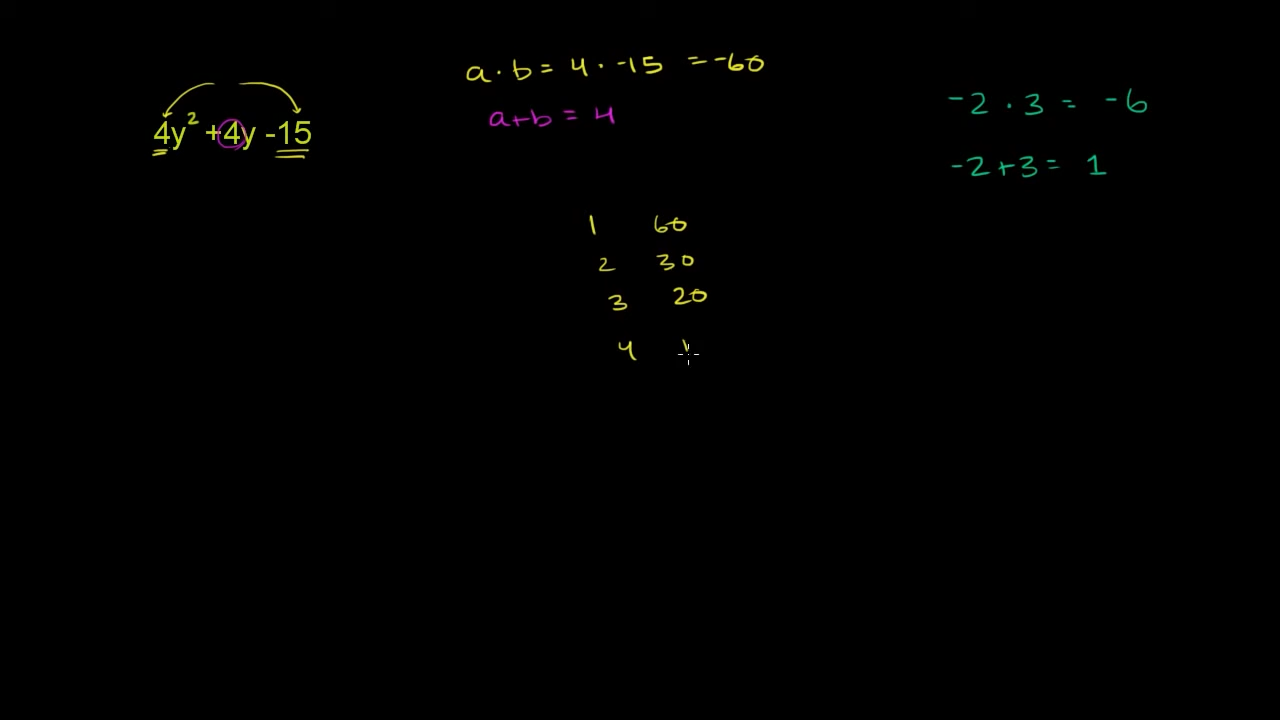 4y² +4y -15
a · b = 4 · -15 = -60
a+b = 4
-2 · 3 = -6
-2+3= 1
1 60
2 30
3 20
4